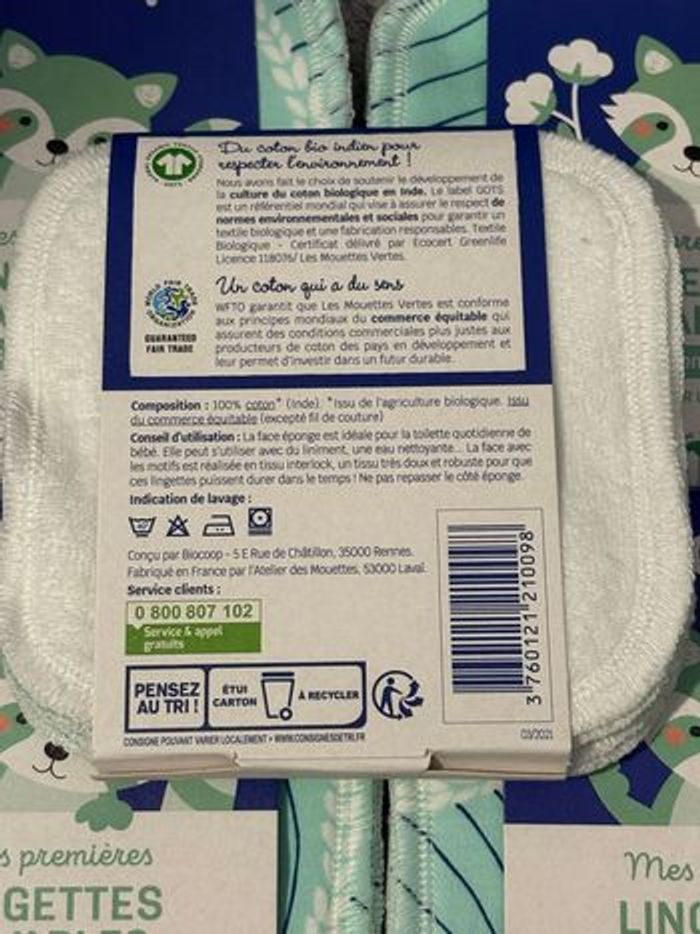 Du coton bio indien pour
respecter l'environnement !
Nous avons fait le choix de soutenir le développement de
la culture du coton biologique en Inde. Le label GOTS
est un référentiel mondial qui vise à assurer le respect de
normes environnementales et sociales pour garantir un
textile biologique et une fabrication responsables. Textile
Biologique - Certificat délivré par Ecocert Greenlife
Licence 118076/ Les Mouettes Vertes.
Un coton qui a du sens
WORLD FAIR TRADE
ORGANIZATION
GUARANTEED
FAIR TRADE
WFTO garantit que Les Mouettes Vertes est conforme
aux principes mondiaux du commerce équitable qui
assurent des conditions commerciales plus justes aux
producteurs de coton des pays en développement et
leur permet d'investir dans un futur durable.
Composition : 100% coton* (Inde). *Issu de l'agriculture biologique. Issu
du commerce équitable (excepté fil de couture)
Conseil d'utilisation : La face éponge est idéale pour la toilette quotidienne de
bébé. Elle peut s'utiliser avec du liniment, une eau nettoyante... La face avec
les motifs est réalisée en tissu interlock, un tissu très doux et robuste pour que
ces lingettes puissent durer dans le temps ! Ne pas repasser le côté éponge.
Indication de lavage :
Conçu par Biocoop - 5 E Rue de Châtillon, 35000 Rennes.
Fabriqué en France par l'Atelier des Mouettes, 53000 Laval.
Service clients :
0 800 807 102
Service & appel
gratuits
PENSEZ
AU TRI !
ÉTUI
CARTON
À RECYCLER
CONSIGNE POUVANT VARIER LOCALEMENT • WWW.CONSIGNESDETRI.FR
3 760121 210098
03/2021
s premières
GETTES
Mes
LING